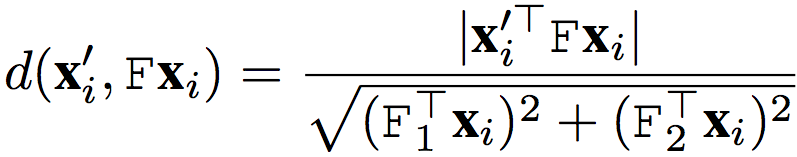 d(𝐱′ᵢ, 𝙵𝐱ᵢ) = |𝐱′ᵢ^⊤ 𝙵𝐱ᵢ| / √((𝙵₁^⊤ 𝐱ᵢ)² + (𝙵₂^⊤ 𝐱ᵢ)²)